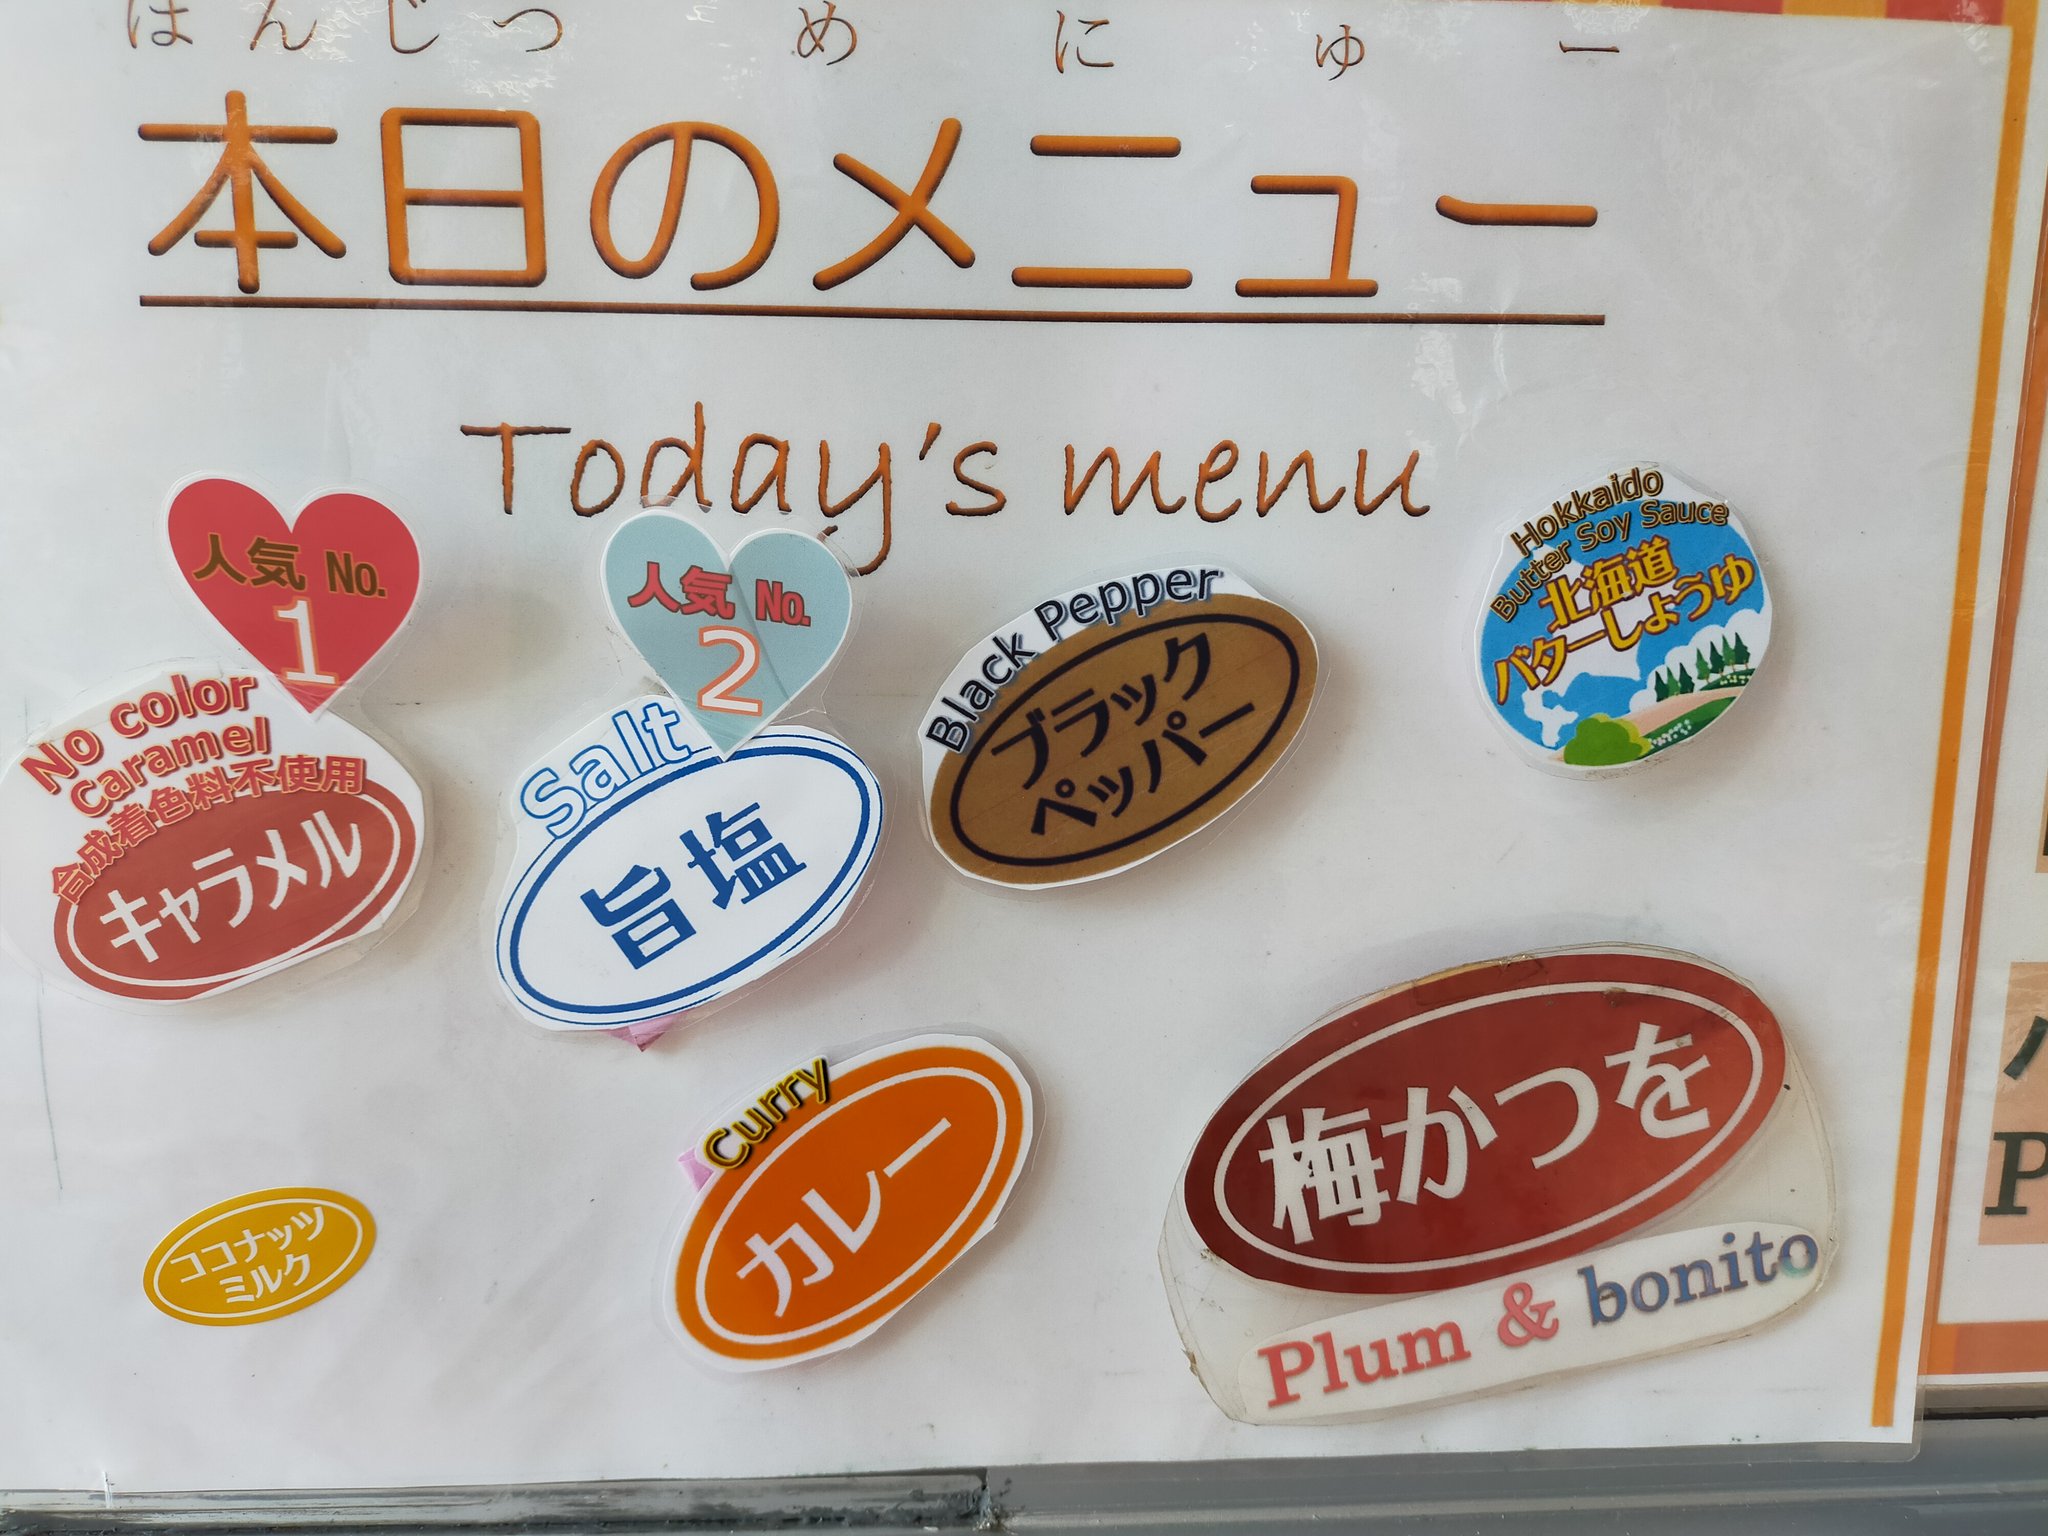 ほんじつ めにゅー
本日のメニュー
Today's menu
人気 No.
1
No color
Caramel
合成着色料不使用
キャラメル
人気 No.
2
Salt
旨塩
Black Pepper
ブラック
ペッパー
Hokkaido
Butter Soy Sauce
北海道
バターしょうゆ
ココナッツ
ミルク
Curry
カレー
梅かつを
Plum & bonito
P